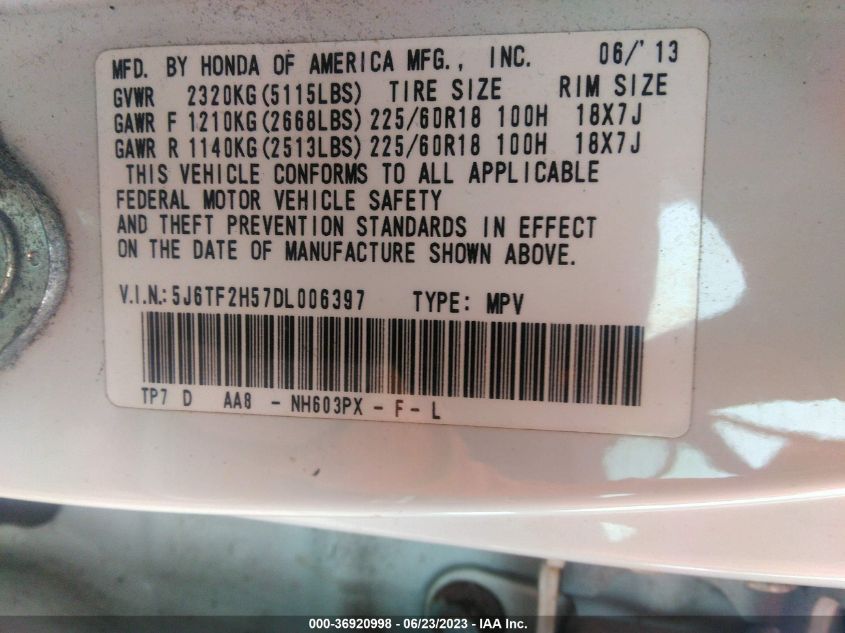 MFD. BY HONDA OF AMERICA MFG., INC. 06/'13
GVWR 2320KG(5115LBS) TIRE SIZE RIM SIZE
GAWR F 1210KG(2668LBS) 225/60R18 100H 18X7J
GAWR R 1140KG(2513LBS) 225/60R18 100H 18X7J
THIS VEHICLE CONFORMS TO ALL APPLICABLE
FEDERAL MOTOR VEHICLE SAFETY
AND THEFT PREVENTION STANDARDS IN EFFECT
ON THE DATE OF MANUFACTURE SHOWN ABOVE.
V.I.N.: 5J6TF2H57DL006397 TYPE: MPV
TP7 D AA8 - NH603PX - F - L
000-36920998 - 06/23/2023 - IAA Inc.